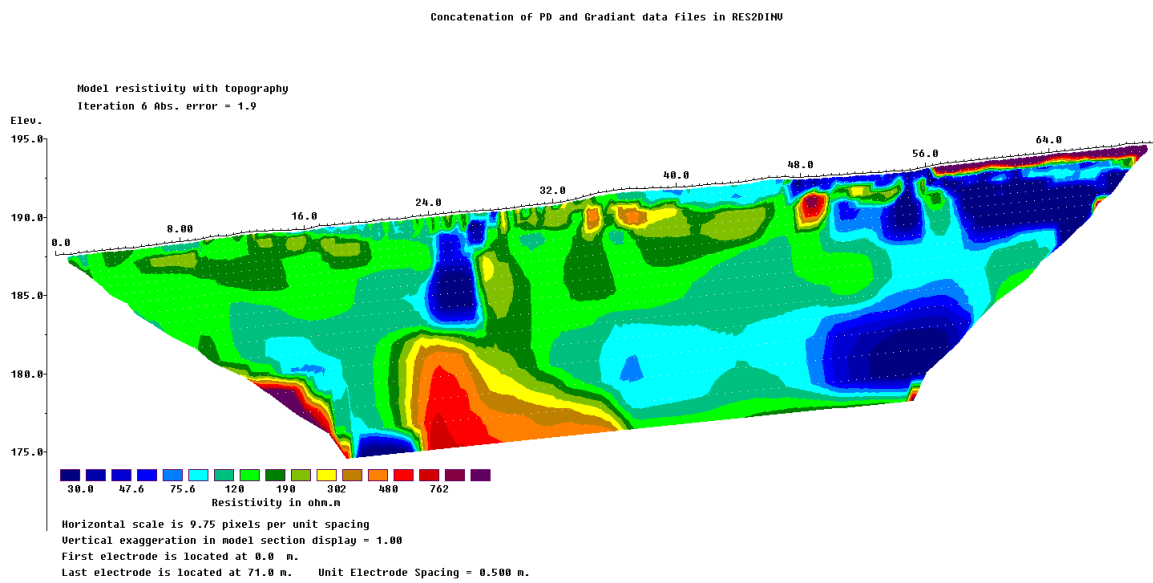 Concatenation of PD and Gradiant data files in RES2DINV
Model resistivity with topography
Iteration 6 Abs. error = 1.9
Elev.
195.0
64.0
56.0
48.0
40.0
32.0
190.0
24.0
16.0
8.00
0.0
185.0
180.0
175.0
30.0 47.6 75.6 120 190 302 480 762
Resistivity in ohm.m
Horizontal scale is 9.75 pixels per unit spacing
Vertical exaggeration in model section display = 1.00
First electrode is located at 0.0 m.
Last electrode is located at 71.0 m. Unit Electrode Spacing = 0.500 m.